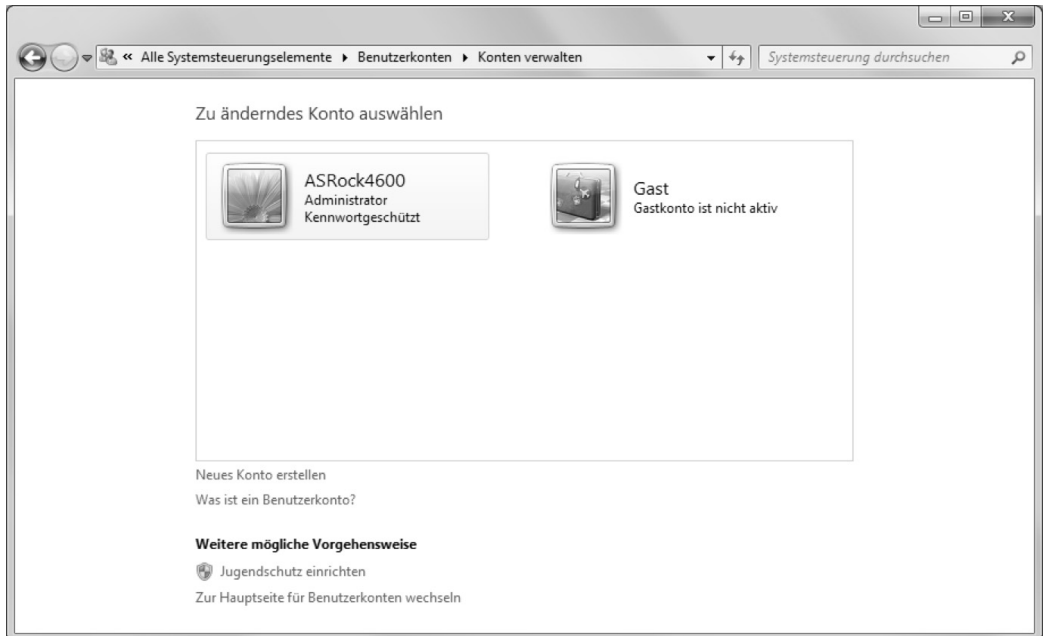 « Alle Systemsteuerungselemente ▸ Benutzerkonten ▸ Konten verwalten
Systemsteuerung durchsuchen
Zu änderndes Konto auswählen
ASRock4600
Administrator
Kennwortgeschützt
Gast
Gastkonto ist nicht aktiv
Neues Konto erstellen
Was ist ein Benutzerkonto?
Weitere mögliche Vorgehensweise
Jugendschutz einrichten
Zur Hauptseite für Benutzerkonten wechseln